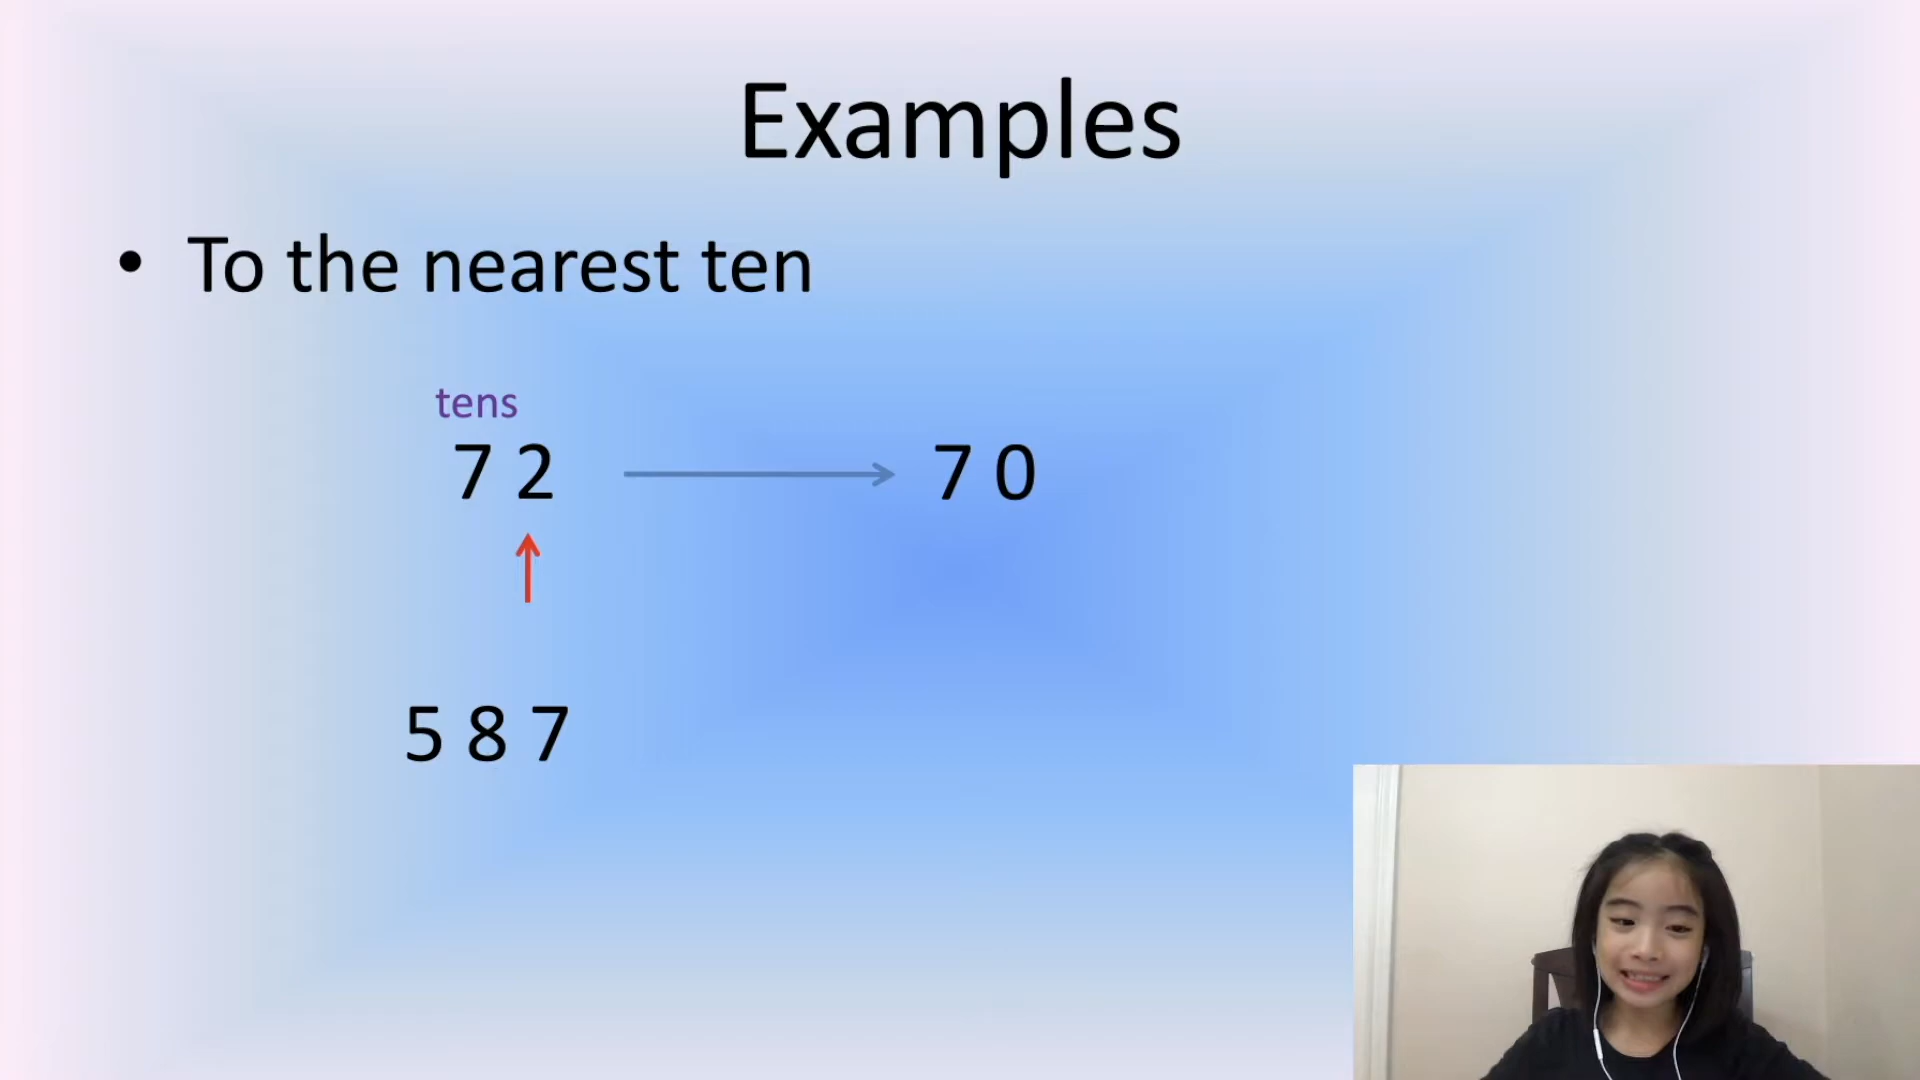 Examples
• To the nearest ten
tens
7 2 7 0
5 8 7